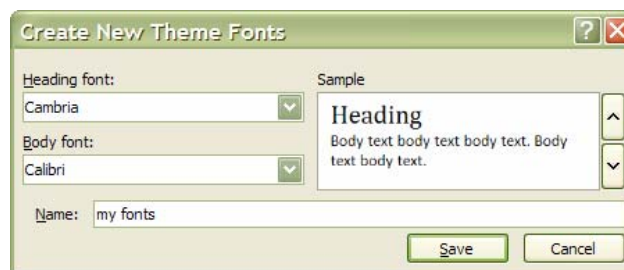 Create New Theme Fonts
Heading font:
Cambria
Body font:
Calibri
Sample
Heading
Body text body text body text. Body
text body text.
Name: my fonts
Save Cancel